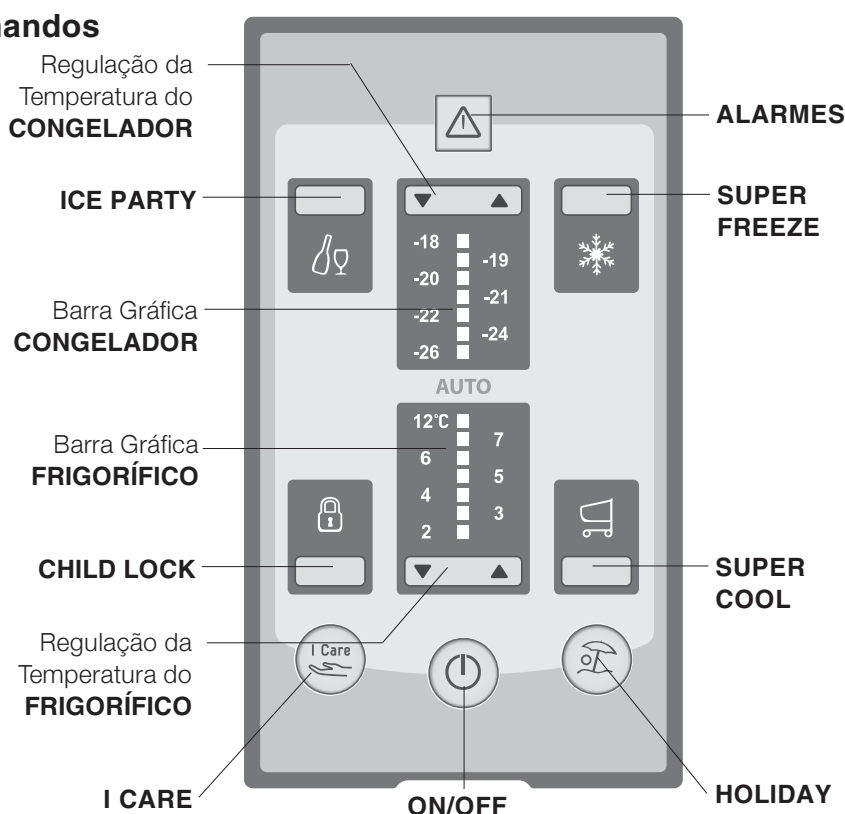 Regulação da
Temperatura do
CONGELADOR
ALARMES
ICE PARTY
SUPER
FREEZE
-18
-19
-20
-21
Barra Gráfica
CONGELADOR
-22
-24
-26
AUTO
12°C
7
Barra Gráfica
FRIGORÍFICO
6
5
4
3
2
CHILD LOCK
SUPER
COOL
Regulação da
Temperatura do
FRIGORÍFICO
I Care
I CARE
ON/OFF
HOLIDAY